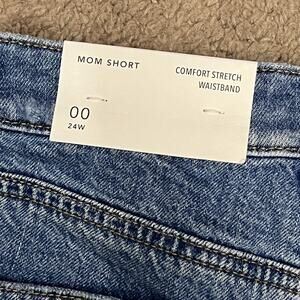 MOM SHORT
COMFORT STRETCH
WAISTBAND
00
24W